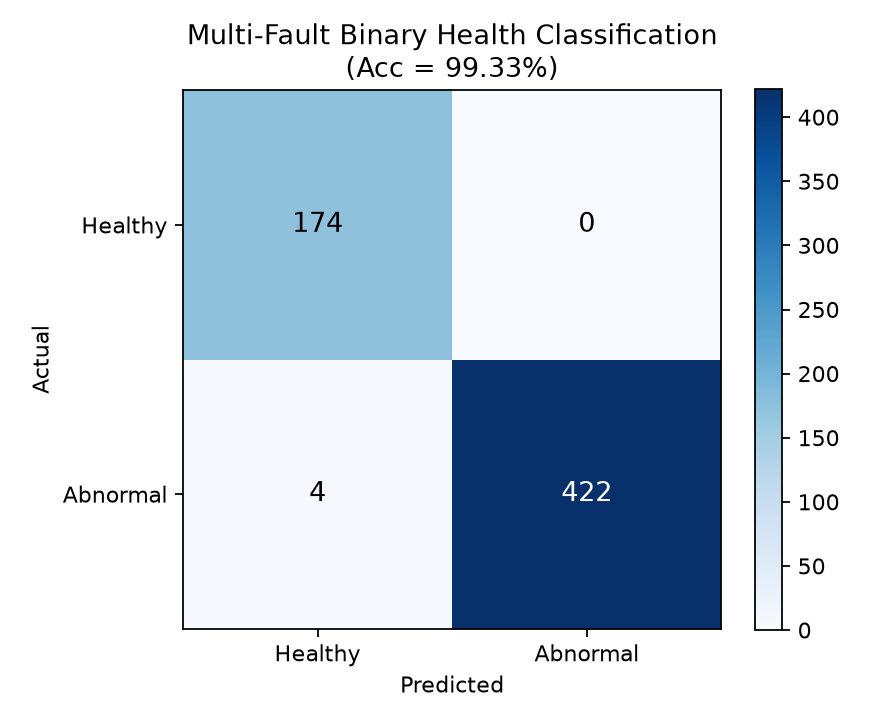 Multi-Fault Binary Health Classification
(Acc = 99.33%)
Healthy
174
0
Abnormal
4
422
Healthy
Abnormal
Predicted
Actual
400
350
300
250
200
150
100
50
0